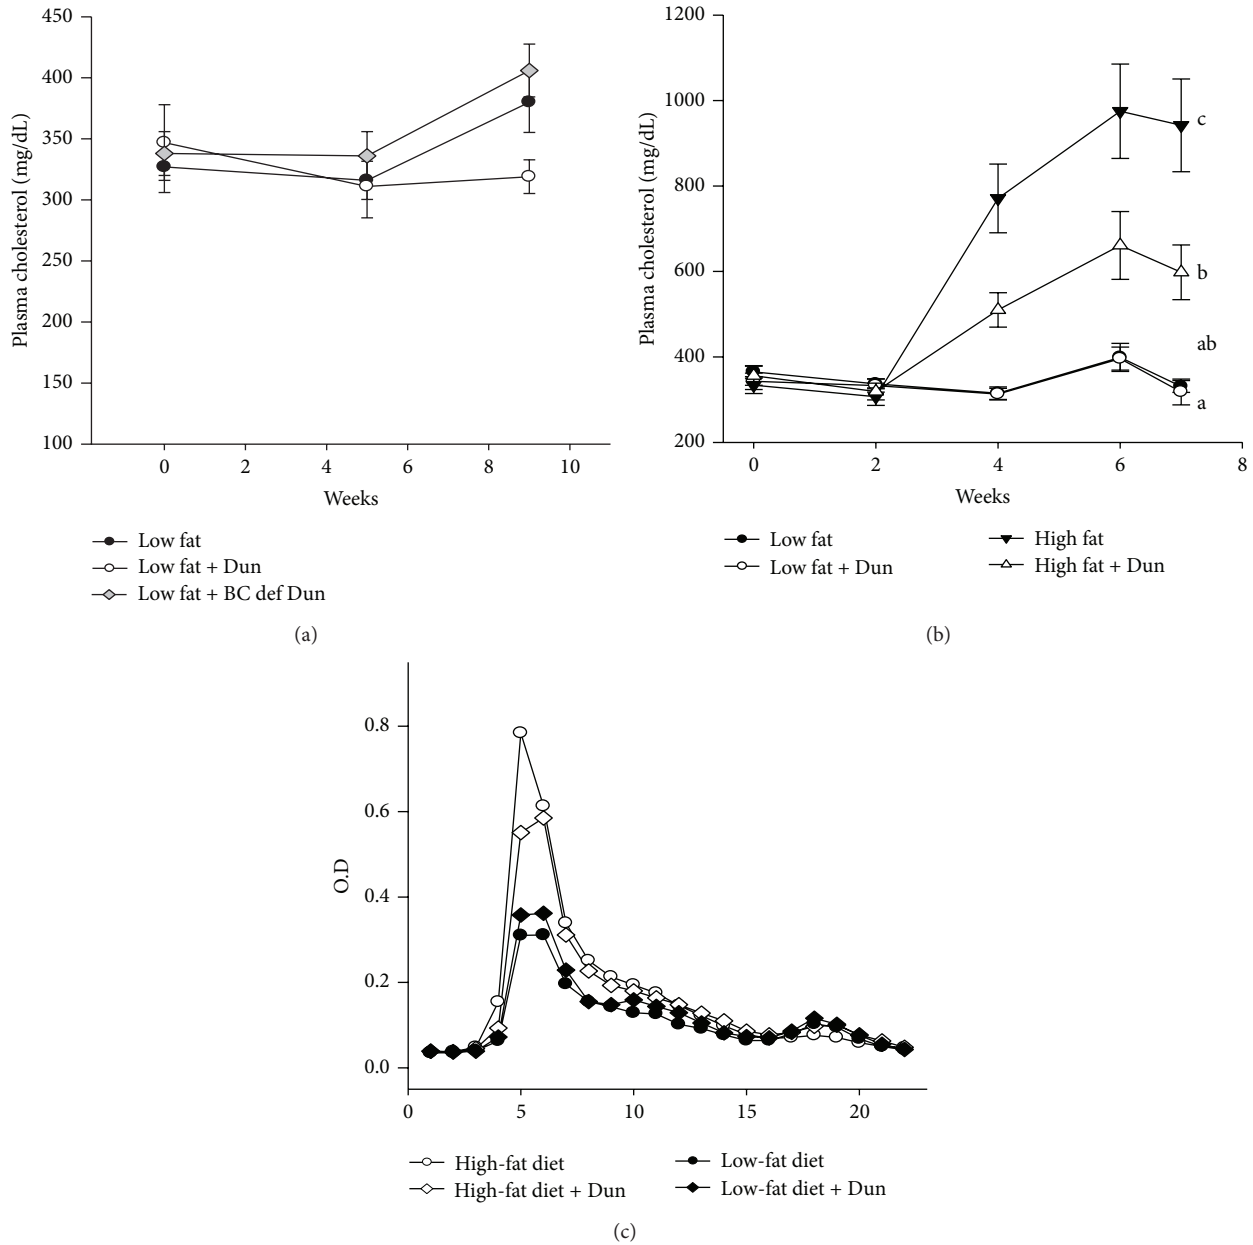 450
400
350
300
250
200
150
100
Plasma cholesterol (mg/dL)
0 2 4 6 8 10
Weeks
Low fat
Low fat + Dun
Low fat + BC def Dun
(a)
1200
1000
800
600
400
200
Plasma cholesterol (mg/dL)
c
b
ab
a
0 2 4 6 8
Weeks
Low fat
Low fat + Dun
High fat
High fat + Dun
(b)
0.8
0.6
0.4
0.2
0.0
O.D
0 5 10 15 20
High-fat diet
High-fat diet + Dun
Low-fat diet
Low-fat diet + Dun
(c)